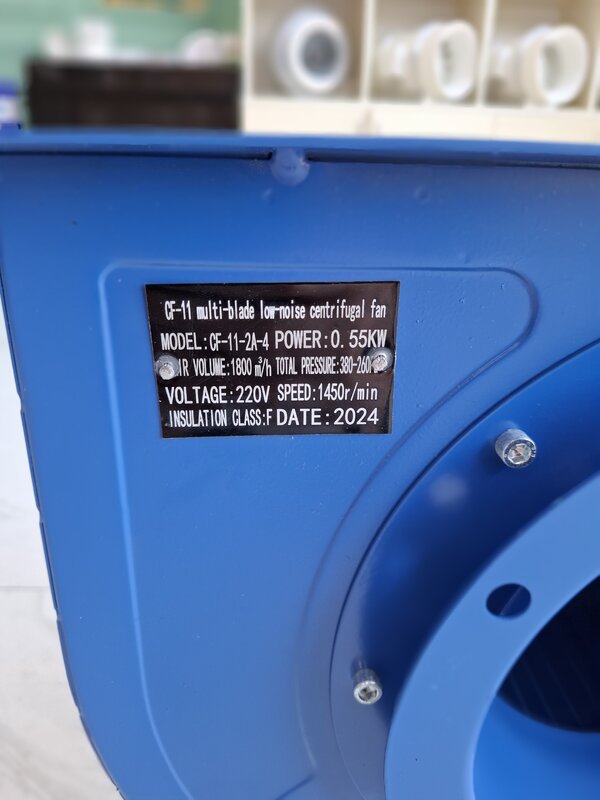 CF-11 multi-blade low-noise centrifugal fan
MODEL:CF-11-2A-4 POWER:0.55KW
VOLUME:1800 m³/h TOTAL PRESSURE:380-260
VOLTAGE:220V SPEED:1450r/min
INSULATION CLASS:F DATE:2024